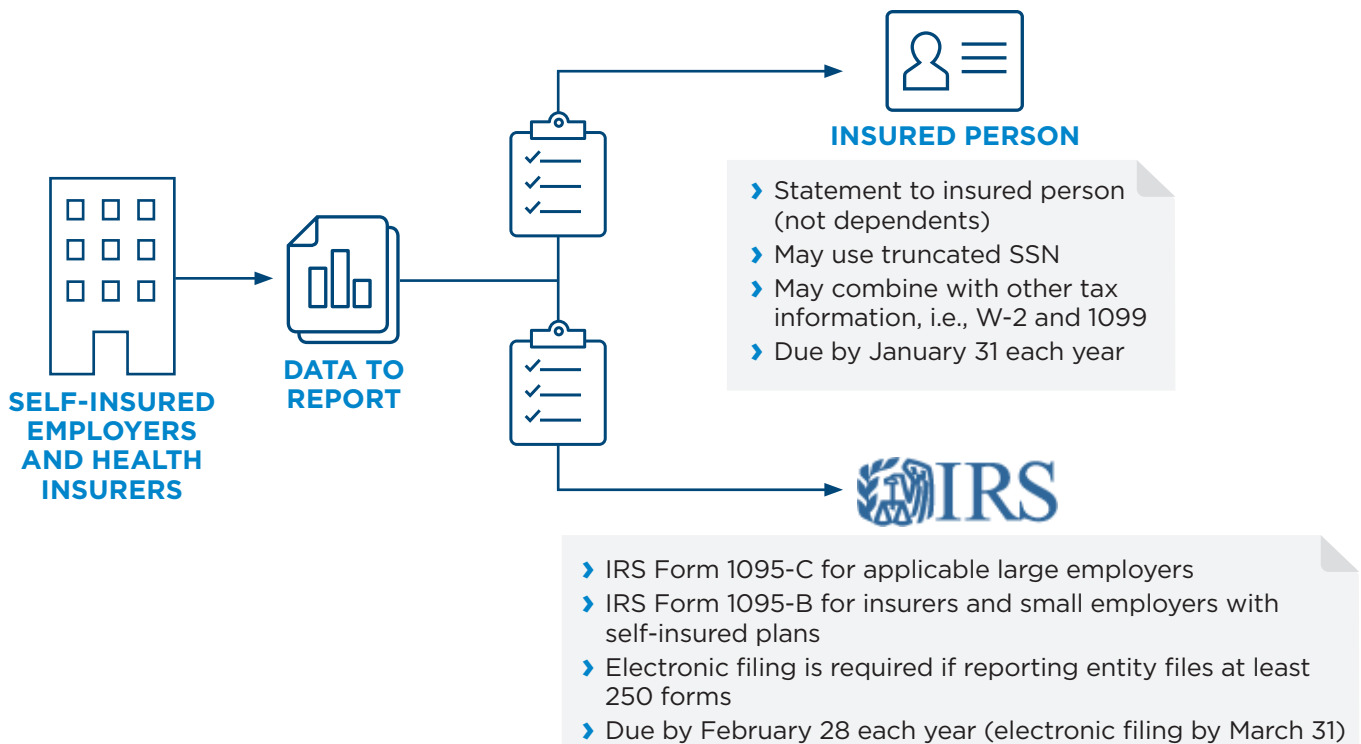 INSURED PERSON
› Statement to insured person
(not dependents)
› May use truncated SSN
› May combine with other tax
information, i.e., W-2 and 1099
› Due by January 31 each year
DATA TO
REPORT
SELF-INSURED
EMPLOYERS
AND HEALTH
INSURERS
IRS
› IRS Form 1095-C for applicable large employers
› IRS Form 1095-B for insurers and small employers with
self-insured plans
› Electronic filing is required if reporting entity files at least
250 forms
› Due by February 28 each year (electronic filing by March 31)